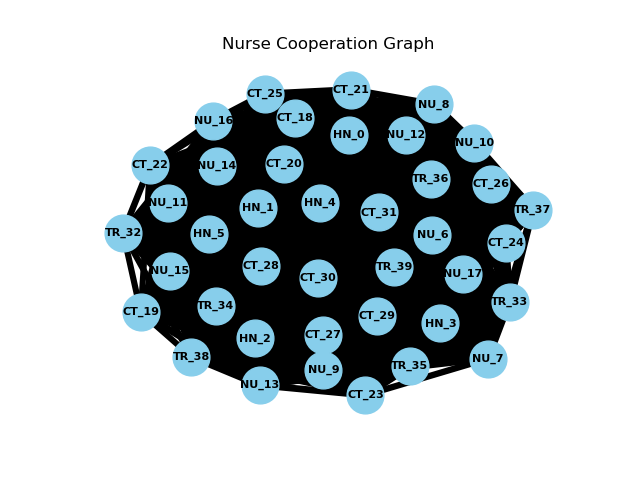 Nurse Cooperation Graph
CT_25
CT_21
NU_8
NU_16
CT_18
HN_0
NU_12
NU_10
CT_22
NU_14
CT_20
TR_36
CT_26
NU_11
HN_1
HN_4
CT_31
TR_37
TR_32
HN_5
NU_6
CT_24
NU_15
CT_28
CT_30
TR_39
NU_17
CT_19
TR_34
CT_29
HN_3
TR_33
TR_38
HN_2
CT_27
NU_9
TR_35
NU_7
NU_13
CT_23